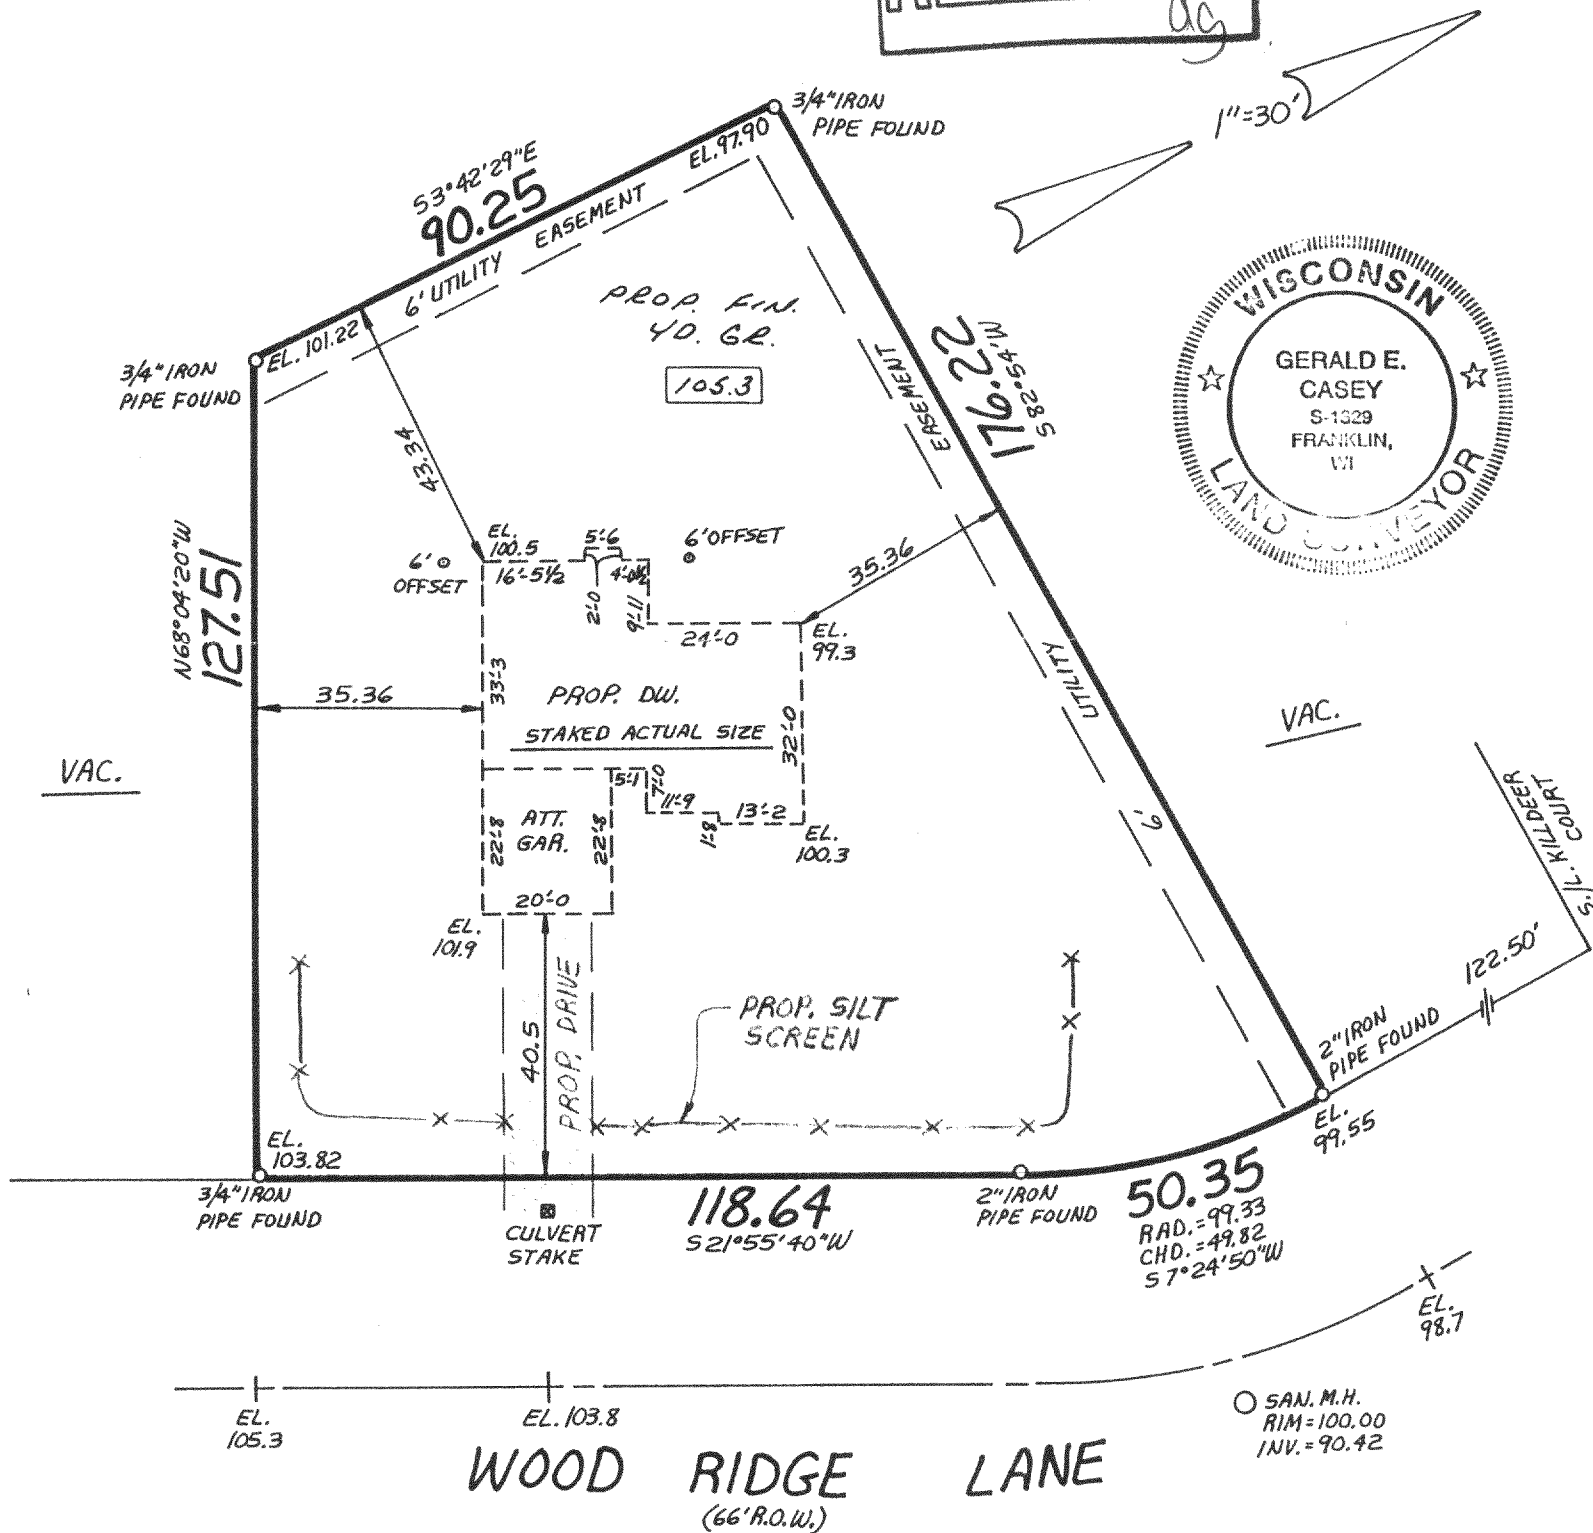 3/4" IRON
PIPE FOUND
1"=30'
EL. 97.90
S3°42'29"E
90.25
6' UTILITY EASEMENT
EL. 101.22
3/4" IRON
PIPE FOUND
PROP. FIN.
YD. GR.
105.3
EASEMENT
176.22
S82°54'W
WISCONSIN
GERALD E.
CASEY
S-1329
FRANKLIN,
WI
LAND SURVEYOR
43.34
N68°04'20"W
127.51
6'
OFFSET
EL.
100.5
16'-5½
5'-6
2'-0
4'-0½
9'-11
6' OFFSET
35.36
24'-0
EL.
99.3
UTILITY
6'
33'-3
35.36
PROP. DW.
STAKED ACTUAL SIZE
32'-0
VAC.
VAC.
5'-1
7'-0
11'-9
1'-8
13'-2
EL.
100.3
ATT.
GAR.
22'-8
22'-8
20'-0
EL.
101.9
S./L. KILLDEER
COURT
122.50'
40.5
PROP. DRIVE
PROP. SILT
SCREEN
2" IRON
PIPE FOUND
EL.
99.55
EL.
103.82
3/4" IRON
PIPE FOUND
CULVERT
STAKE
118.64
S21°55'40"W
2" IRON
PIPE FOUND
50.35
RAD.=99.33
CHD.=49.82
S7°24'50"W
EL.
98.7
EL.
105.3
EL. 103.8
SAN. M.H.
RIM=100.00
INV.=90.42
WOOD RIDGE LANE
(66' R.O.W.)